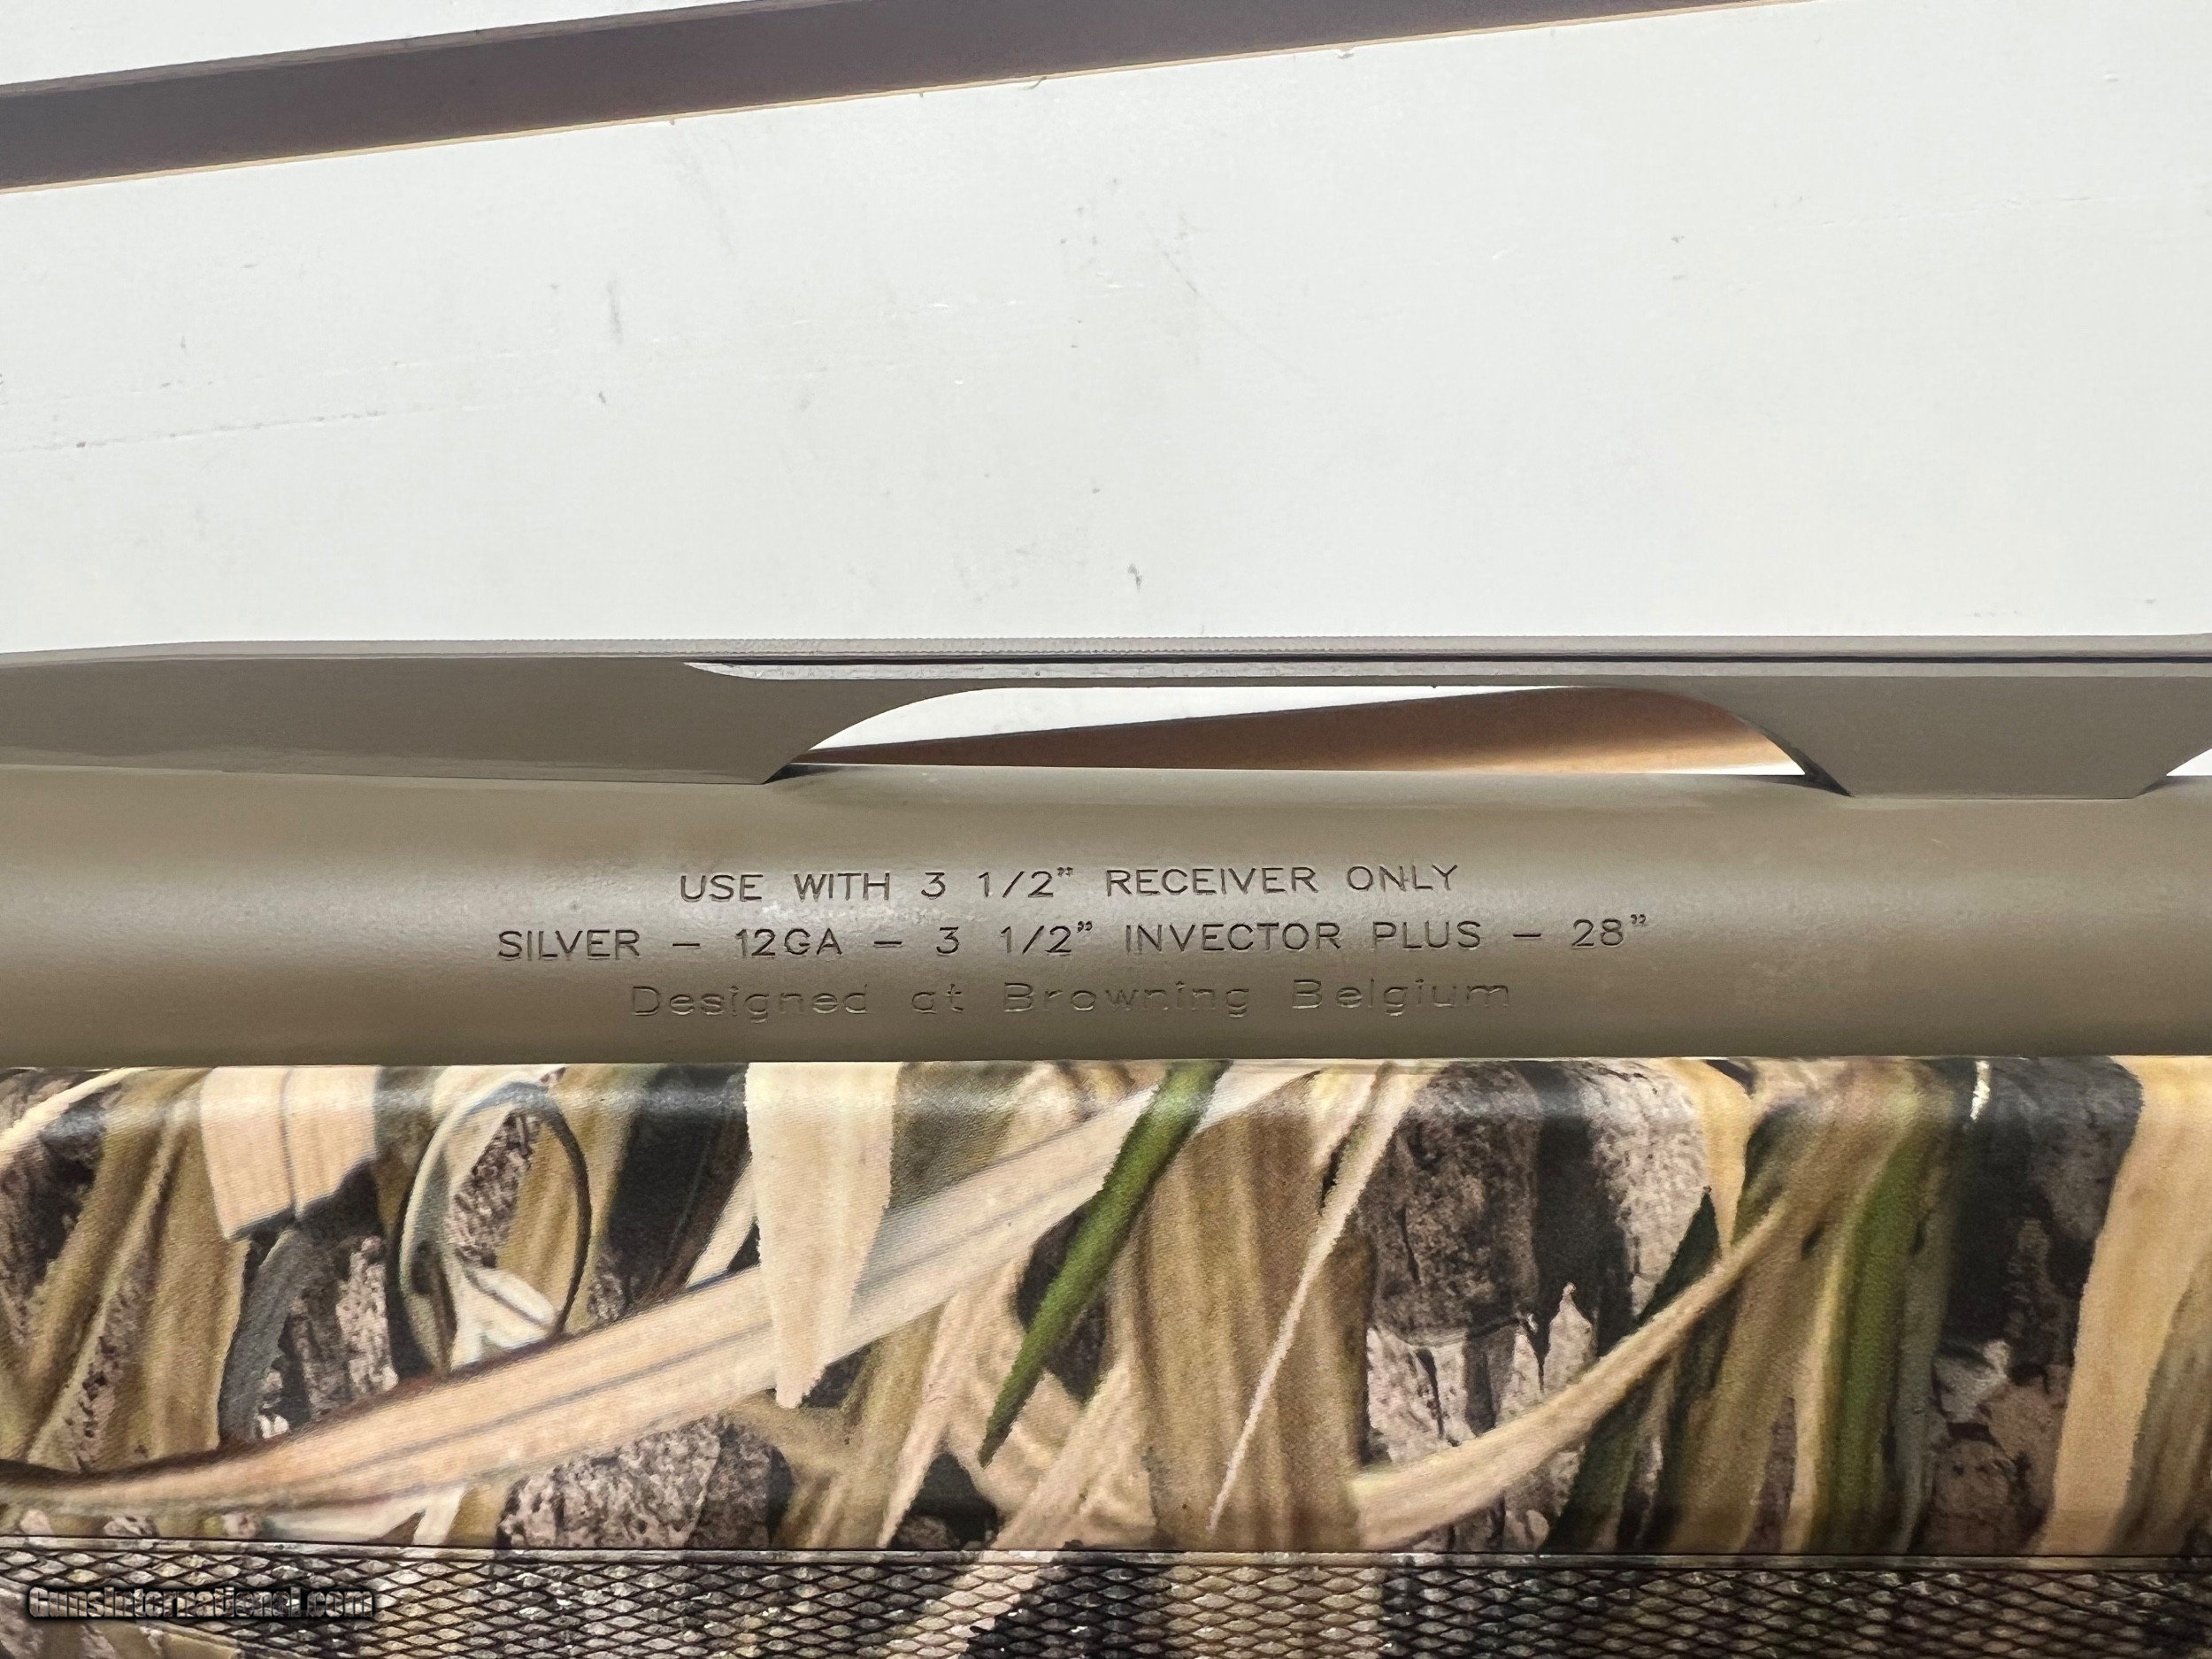 USE WITH 3 1/2” RECEIVER ONLY
SILVER – 12GA – 3 1/2” INVECTOR PLUS – 28”
Designed at Browning Belgium
GunsInternational.com